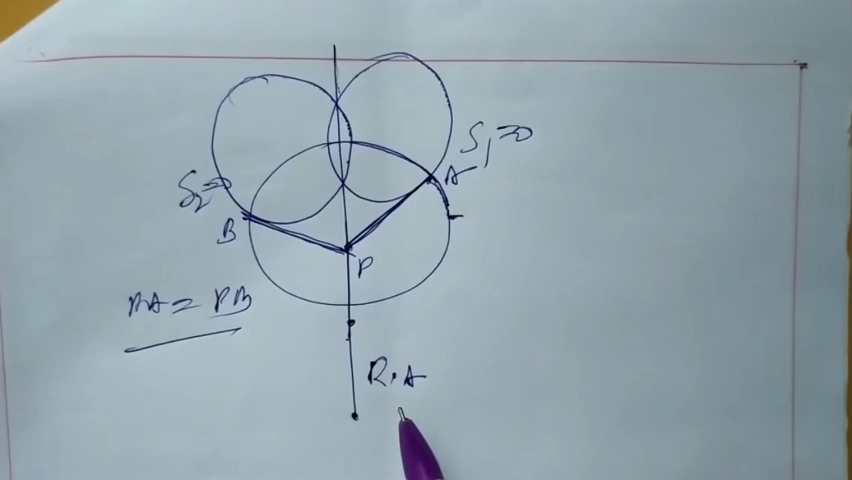 S₁=0
A
S₂=0
B
P
PA = PB
R.A